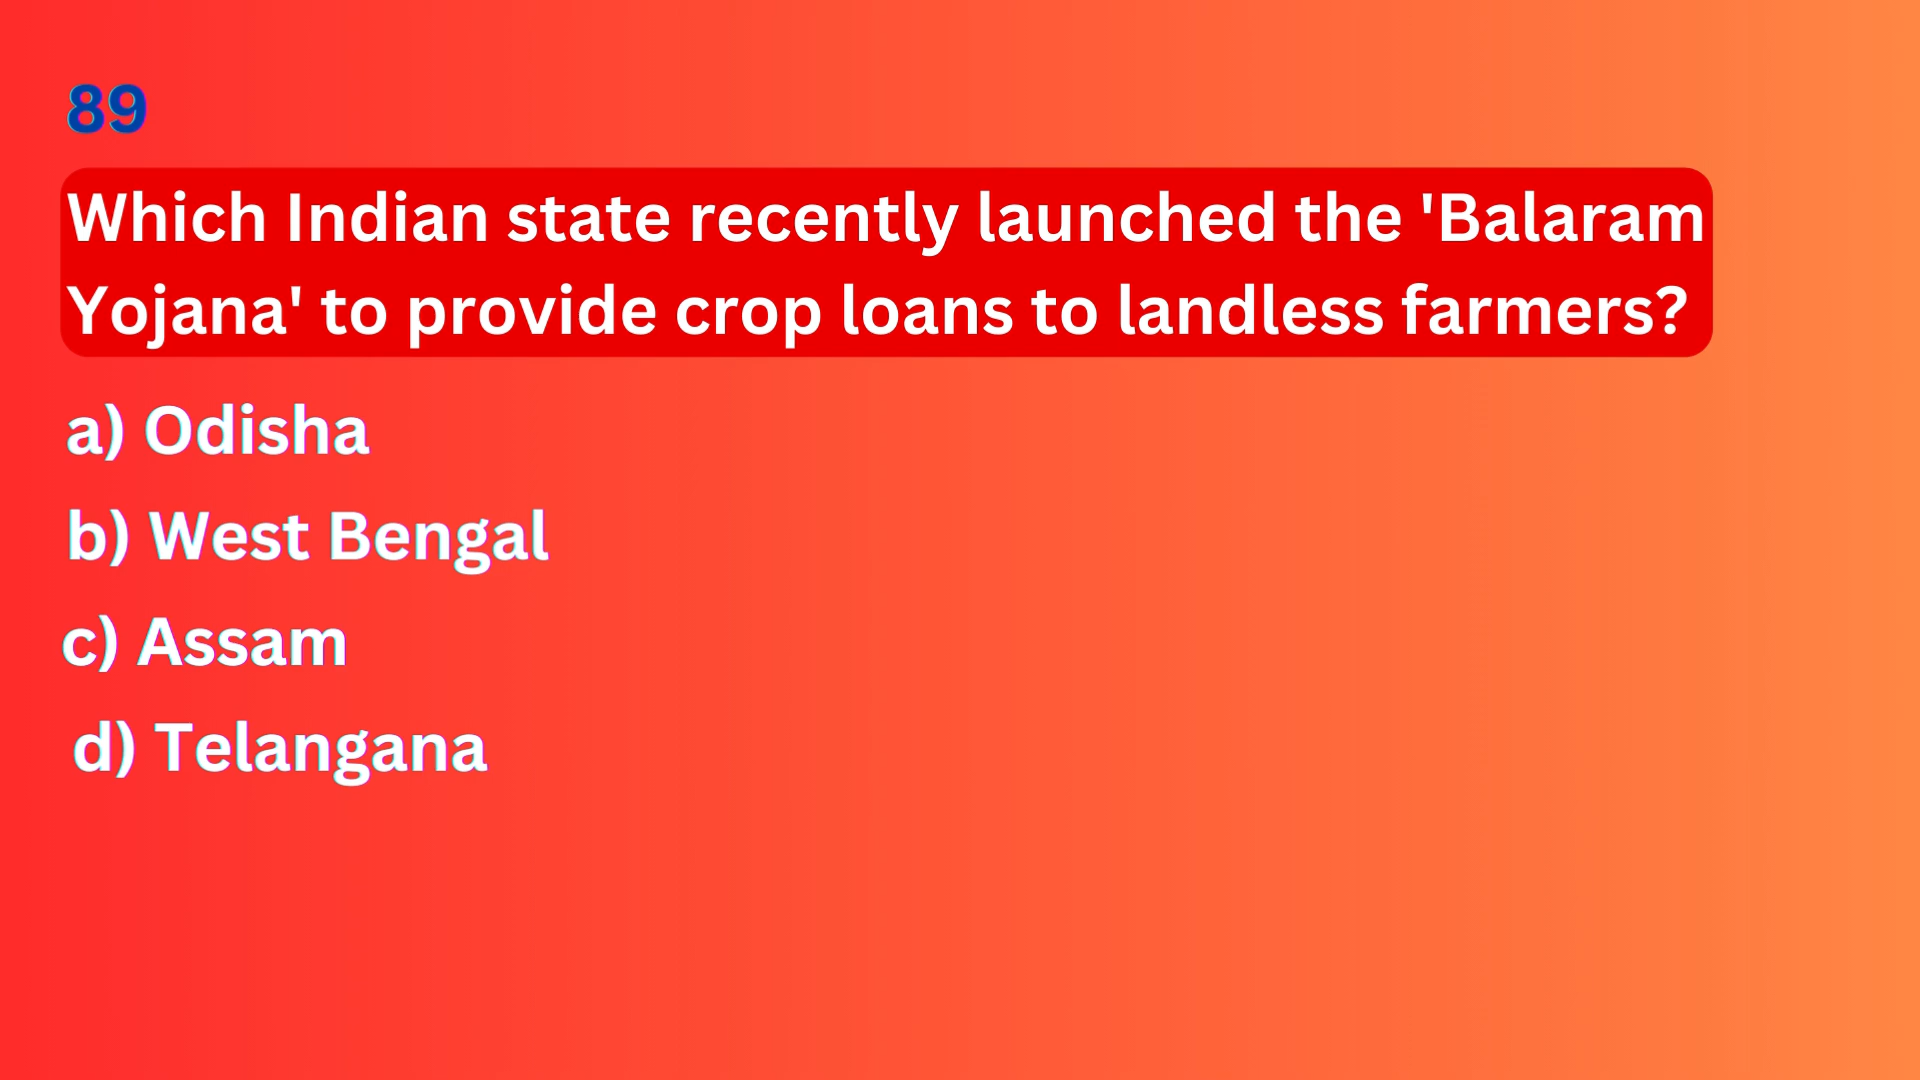 89
Which Indian state recently launched the 'Balaram
Yojana' to provide crop loans to landless farmers?
a) Odisha
b) West Bengal
c) Assam
d) Telangana